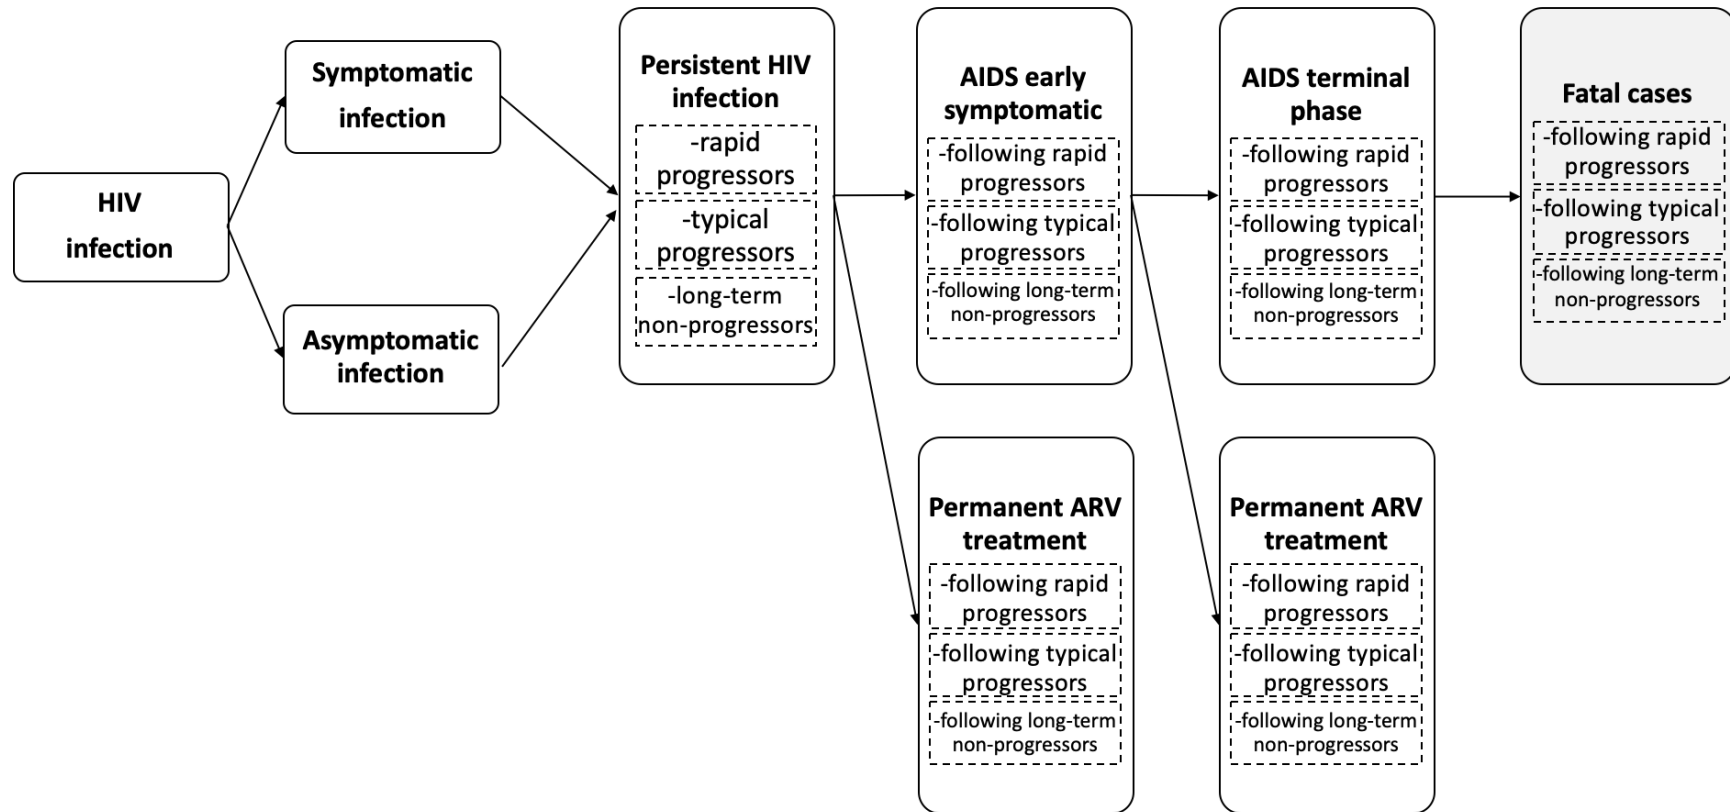 HIV
infection
Symptomatic
infection
Asymptomatic
infection
Persistent HIV
infection
-rapid
progressors
-typical
progressors
-long-term
non-progressors
AIDS early
symptomatic
-following rapid
progressors
-following typical
progressors
-following long-term
non-progressors
AIDS terminal
phase
-following rapid
progressors
-following typical
progressors
-following long-term
non-progressors
Fatal cases
-following rapid
progressors
-following typical
progressors
-following long-term
non-progressors
Permanent ARV
treatment
-following rapid
progressors
-following typical
progressors
-following long-term
non-progressors
Permanent ARV
treatment
-following rapid
progressors
-following typical
progressors
-following long-term
non-progressors